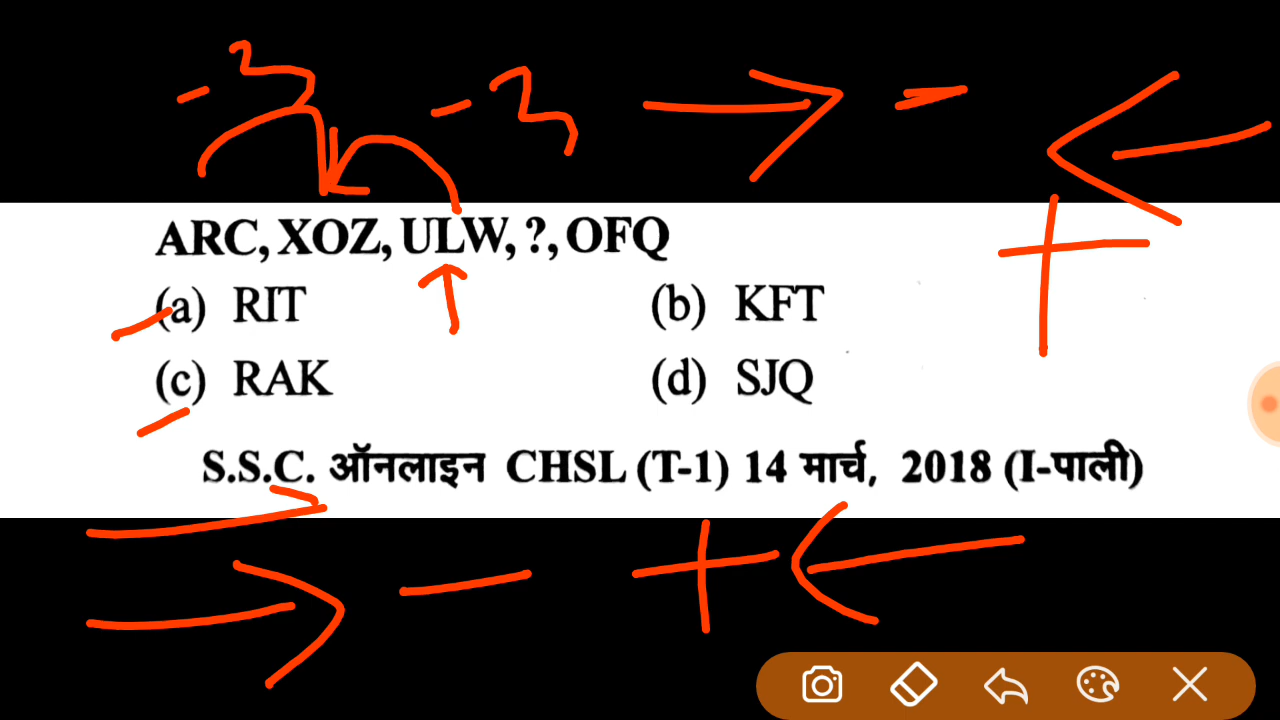 -3 -3 → = ←
+
ARC, XOZ, ULW, ?, OFQ
(a) RIT (b) KFT
(c) RAK (d) SJQ
S.S.C. ऑनलाइन CHSL (T-1) 14 मार्च, 2018 (I-पाली)
→ - + ←